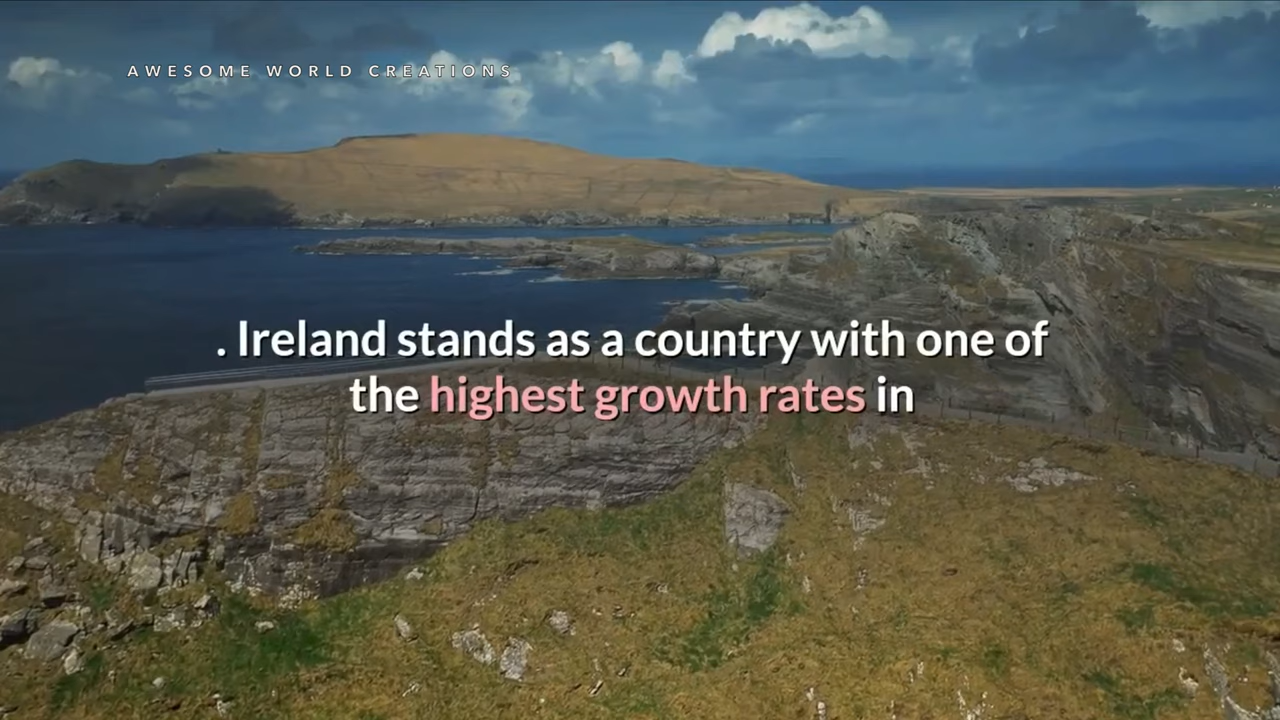 AWESOME WORLD CREATIONS
. Ireland stands as a country with one of
the highest growth rates in